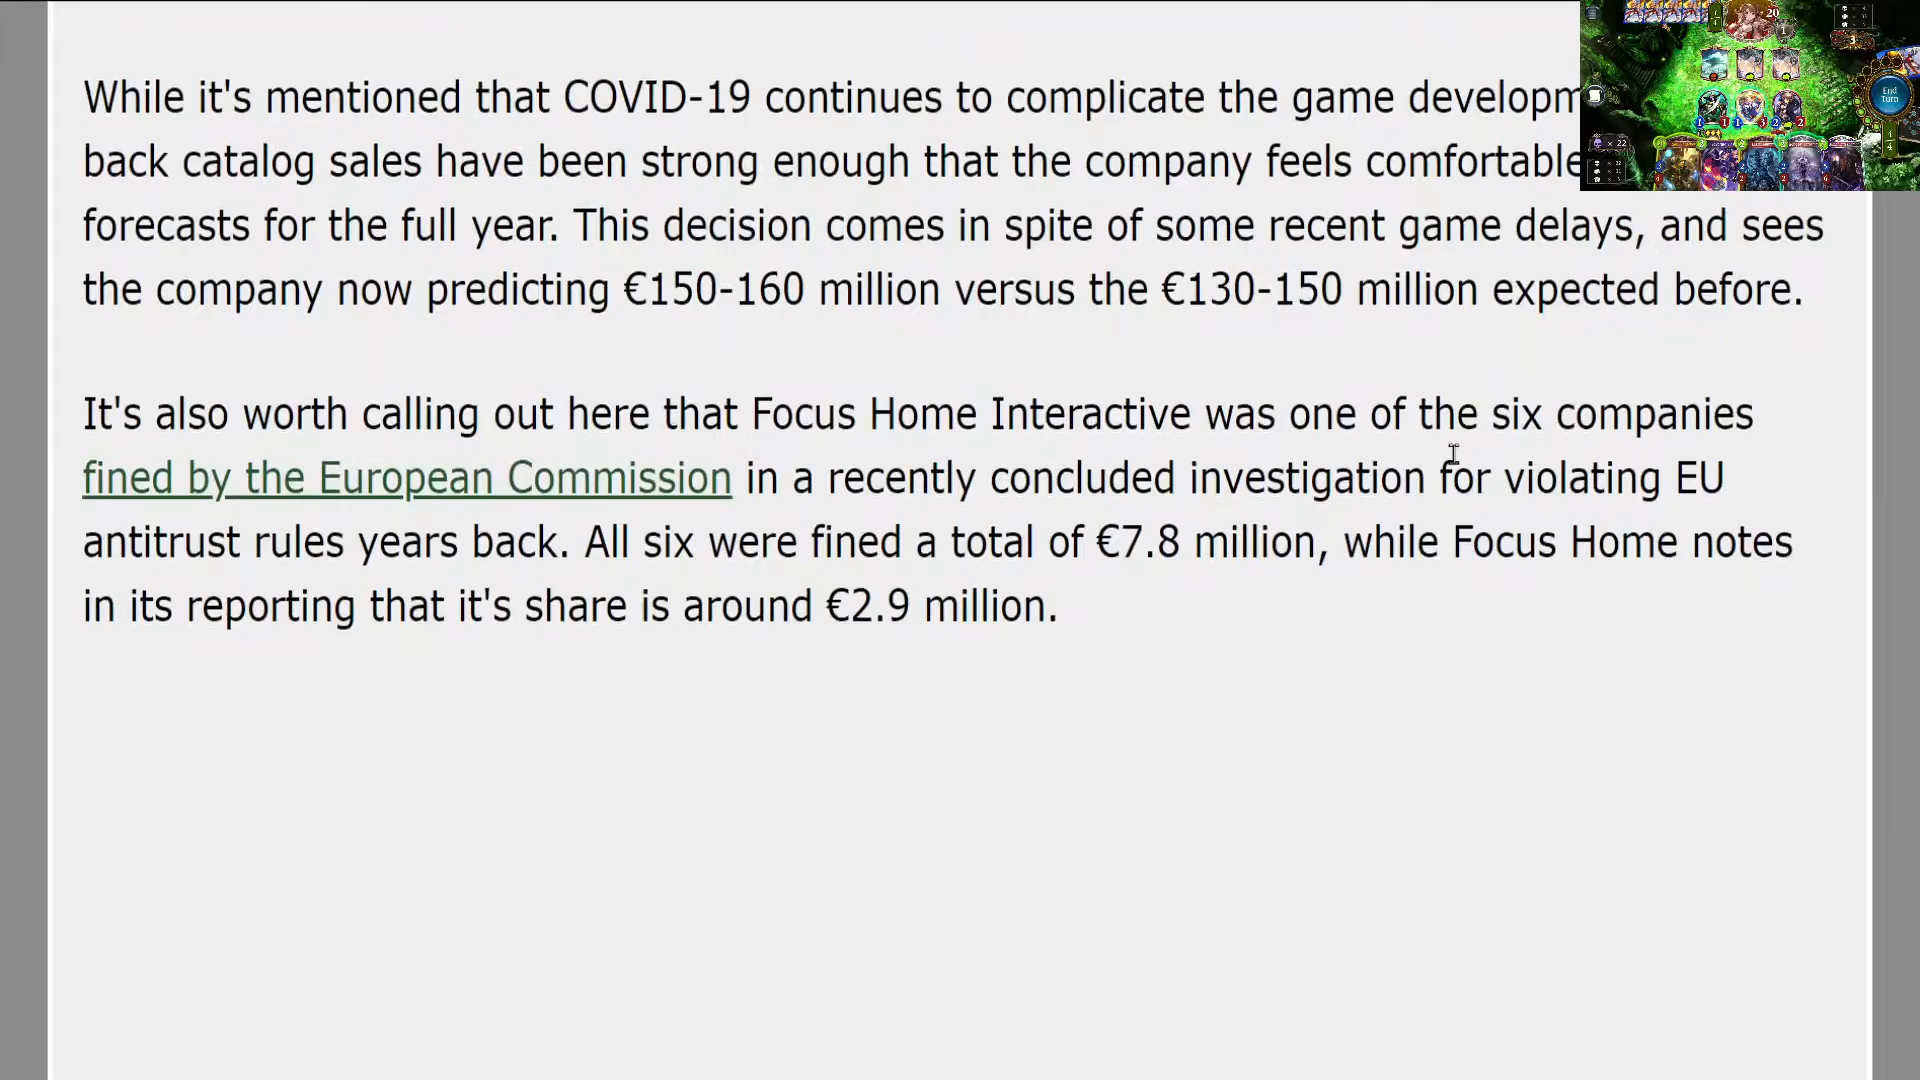 While it's mentioned that COVID-19 continues to complicate the game
back catalog sales have been strong enough that the company feels comfortable
forecasts for the full year. This decision comes in spite of some recent game delays, and sees
the company now predicting €150-160 million versus the €130-150 million expected before.
It's also worth calling out here that Focus Home Interactive was one of the six companies
fined by the European Commission in a recently concluded investigation for violating EU
antitrust rules years back. All six were fined a total of €7.8 million, while Focus Home notes
in its reporting that it's share is around €2.9 million.
20
End
Turn
3
× 22